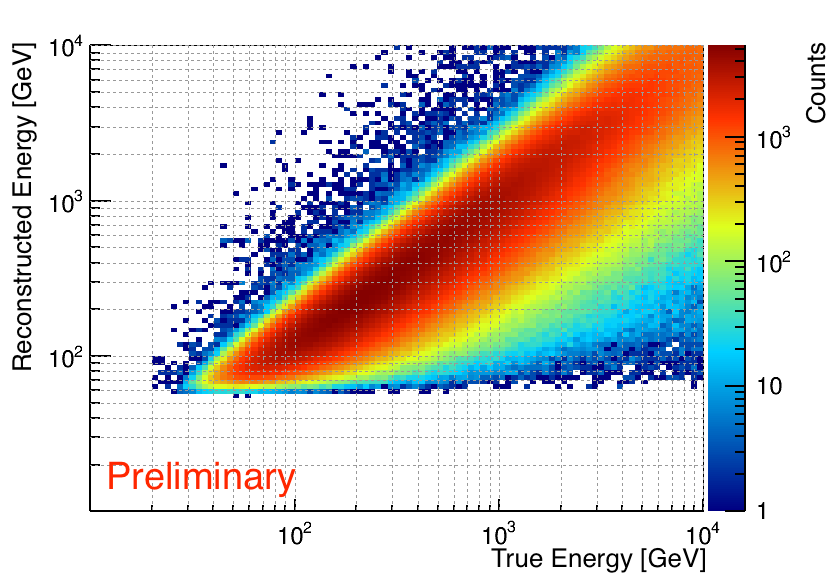 Reconstructed Energy [GeV]
10⁴
10³
10²
Preliminary
10²
10³
10⁴
True Energy [GeV]
Counts
10³
10²
10
1